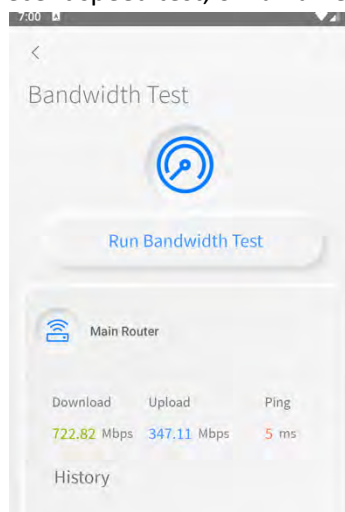 7:00
Bandwidth Test
Run Bandwidth Test
Main Router
Download Upload Ping
722.82 Mbps 347.11 Mbps 5 ms
History